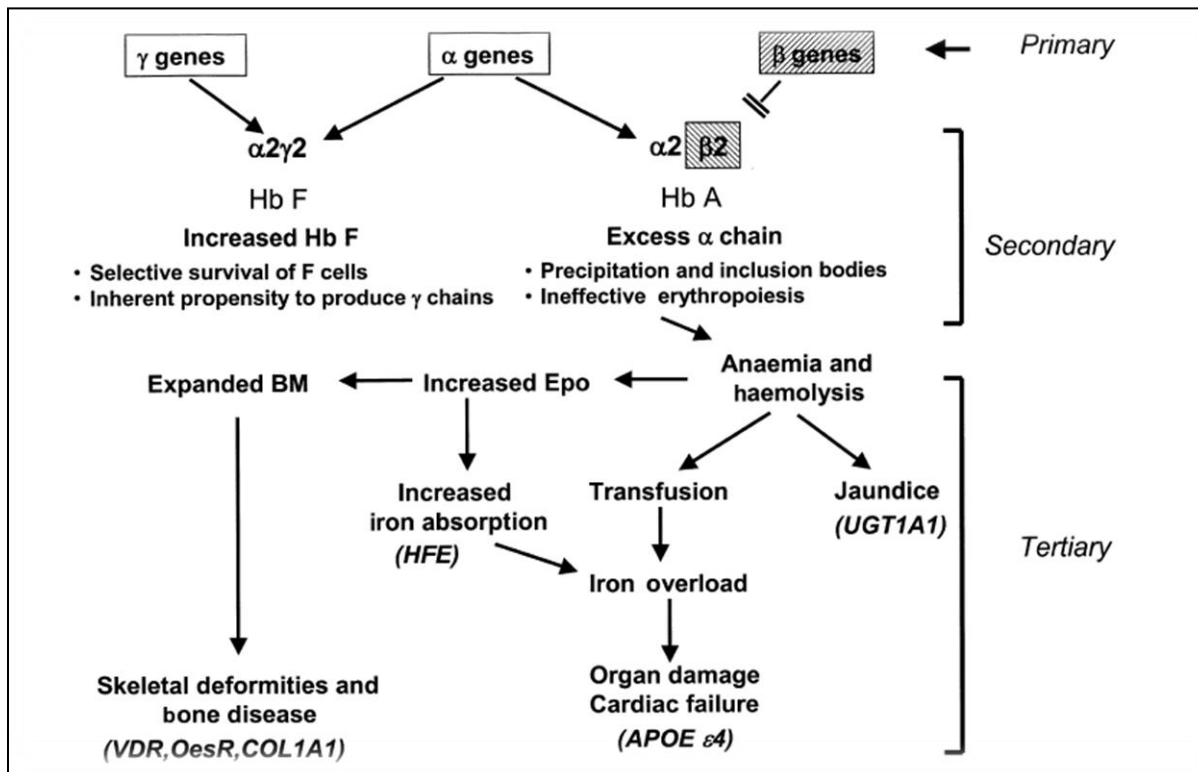 γ genes
α genes
β genes
Primary
α2γ2
α2 β2
Hb F
Hb A
Increased Hb F
Excess α chain
Secondary
• Selective survival of F cells
• Inherent propensity to produce γ chains
• Precipitation and inclusion bodies
• Ineffective erythropoiesis
Expanded BM
Increased Epo
Anaemia and
haemolysis
Increased
iron absorption
(HFE)
Transfusion
Jaundice
(UGT1A1)
Tertiary
Iron overload
Skeletal deformities and
bone disease
(VDR,OesR,COL1A1)
Organ damage
Cardiac failure
(APOE ε4)